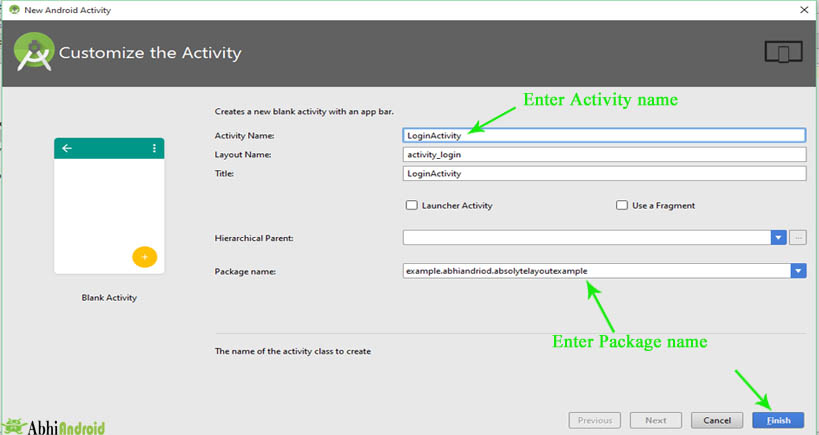 New Android Activity
Customize the Activity
Enter Activity name
Creates a new blank activity with an app bar.
Activity Name:
LoginActivity
Layout Name:
activity_login
Title:
LoginActivity
Launcher Activity
Use a Fragment
Hierarchical Parent:
...
Package name:
example.abhiandriod.absolytelayoutexample
Blank Activity
Enter Package name
The name of the activity class to create
Previous
Next
Cancel
Finish
AbhiAndroid